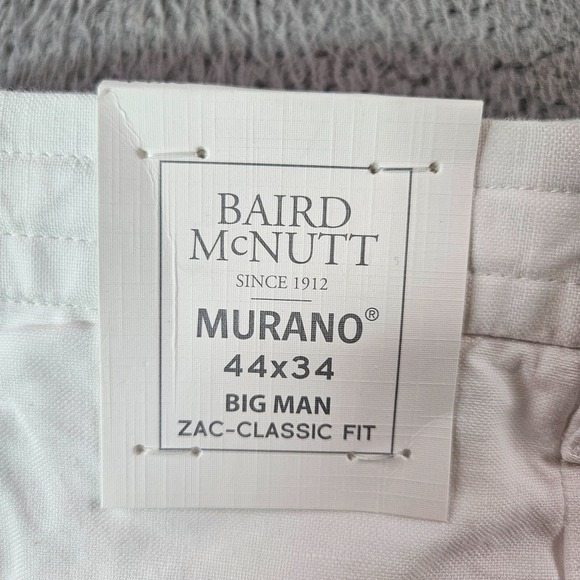 BAIRD
McNUTT
SINCE 1912
MURANO®
44x34
BIG MAN
ZAC-CLASSIC FIT